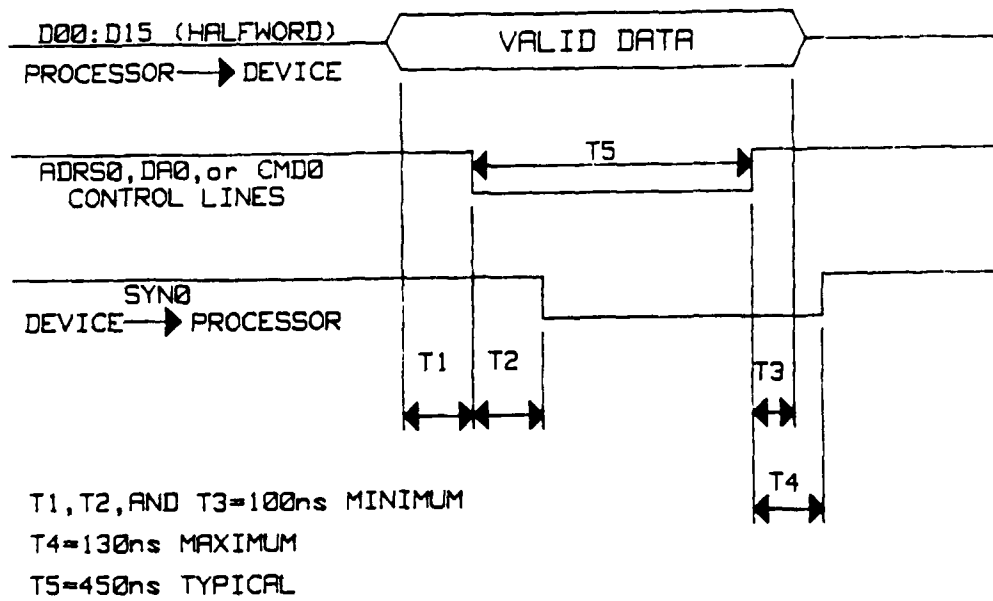 D00:D15 (HALFWORD)
VALID DATA
PROCESSOR → DEVICE
T5
ADRS0, DA0, or CMD0
CONTROL LINES
SYN0
DEVICE → PROCESSOR
T1
T2
T3
T4
T1,T2,AND T3=100ns MINIMUM
T4=130ns MAXIMUM
T5=450ns TYPICAL